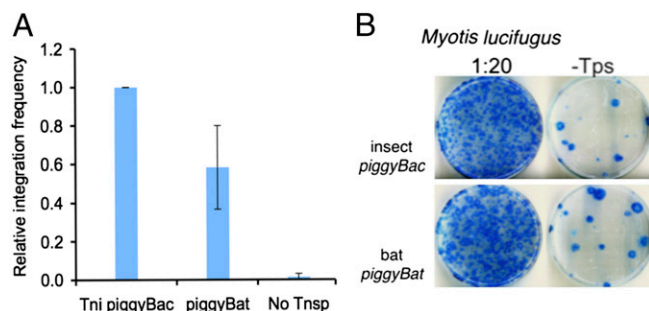 A
Relative integration frequency
1.2
1.0
0.8
0.6
0.4
0.2
0.0
Tni piggyBac piggyBat No Tnsp
B
Myotis lucifugus
1:20 -Tps
insect
piggyBac
bat
piggyBat